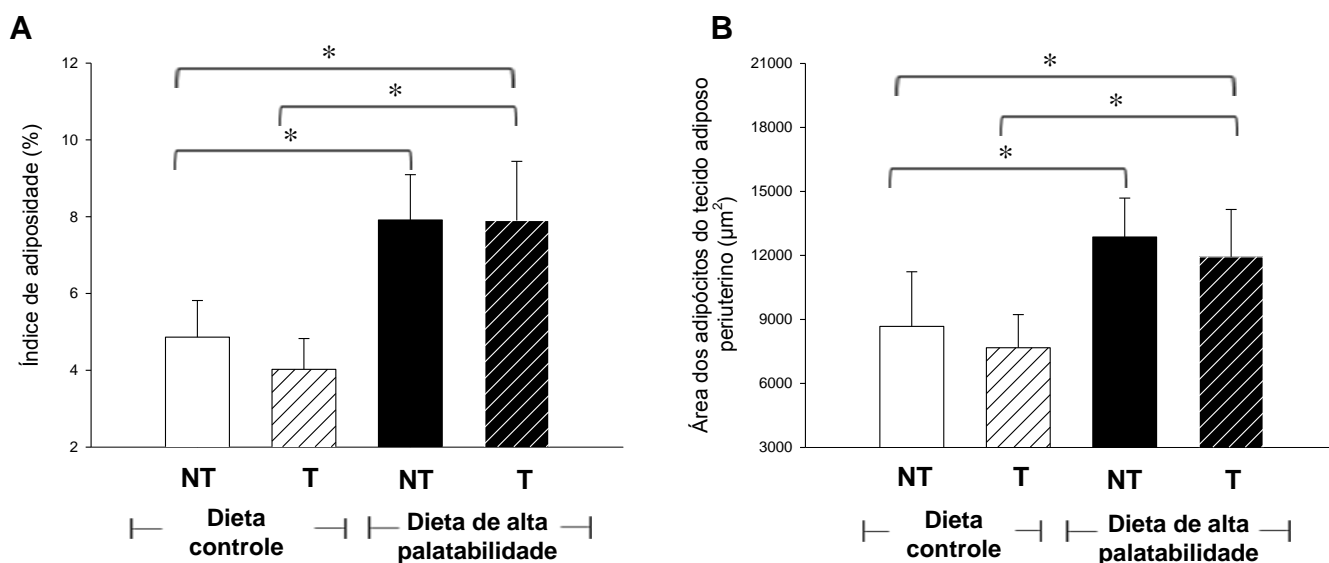 A
Índice de adiposidade (%)
12
10
8
6
4
2
*
*
*
NT
T
NT
T
Dieta
controle
Dieta de alta
palatabilidade
B
Área dos adipócitos do tecido adiposo
periuterino (µm²)
21000
18000
15000
12000
9000
6000
3000
*
*
*
NT
T
NT
T
Dieta
controle
Dieta de alta
palatabilidade